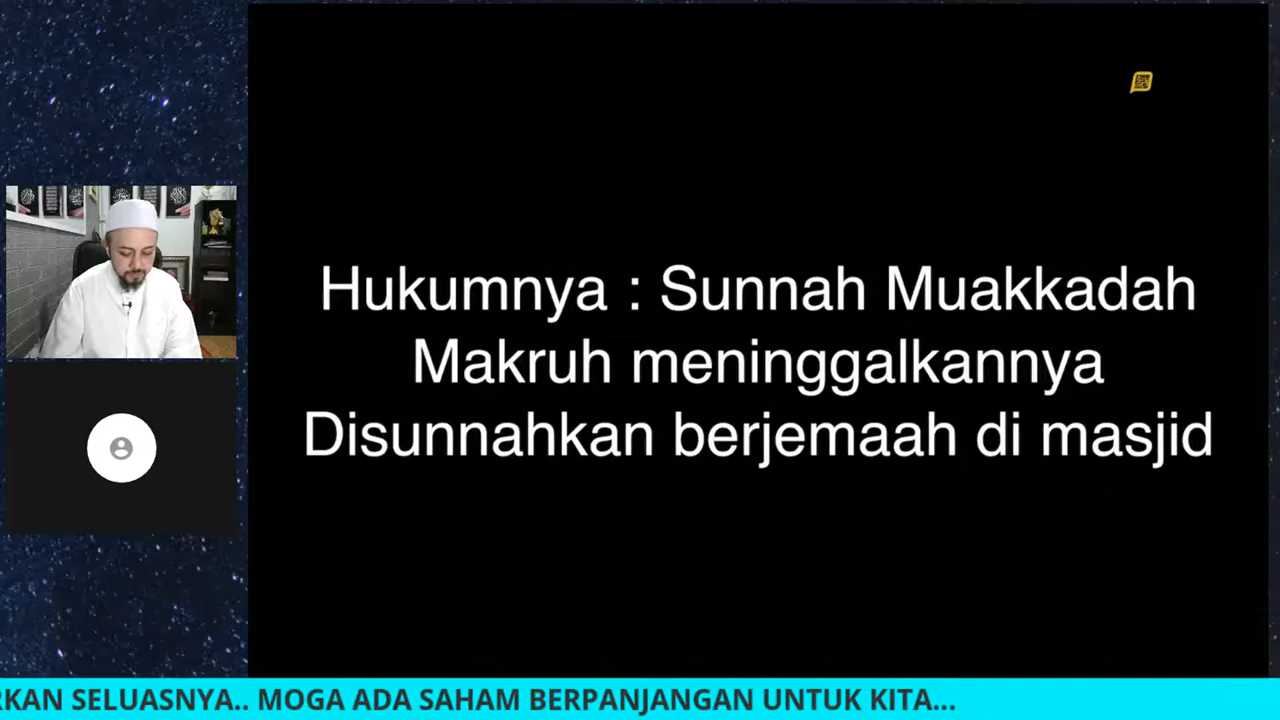 Hukumnya : Sunnah Muakkadah
Makruh meninggalkannya
Disunnahkan berjemaah di masjid
RKAN SELUASNYA.. MOGA ADA SAHAM BERPANJANGAN UNTUK KITA...